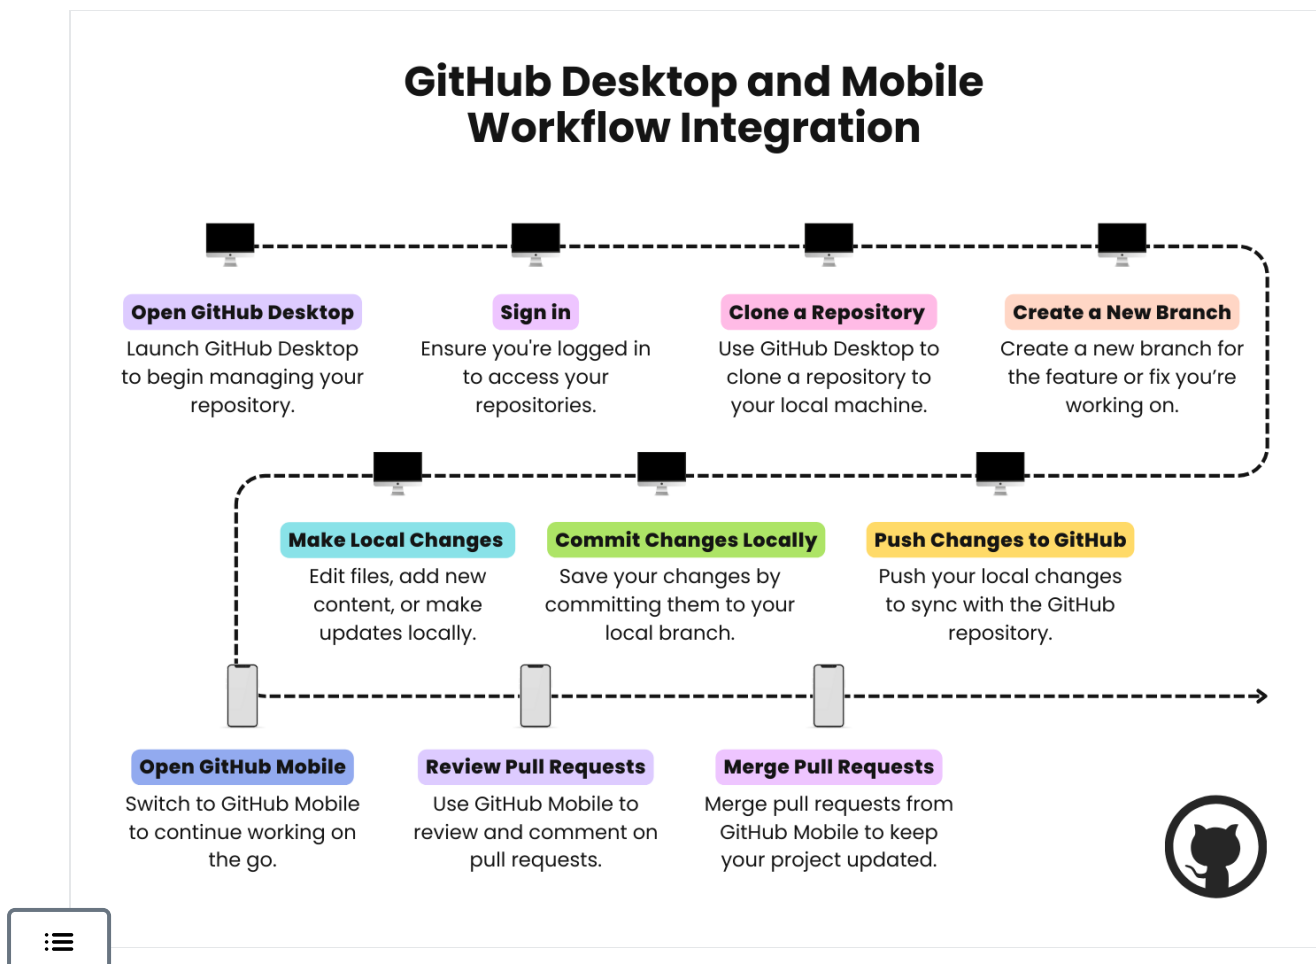 GitHub Desktop and Mobile
Workflow Integration
Open GitHub Desktop
Launch GitHub Desktop
to begin managing your
repository.
Sign in
Ensure you're logged in
to access your
repositories.
Clone a Repository
Use GitHub Desktop to
clone a repository to
your local machine.
Create a New Branch
Create a new branch for
the feature or fix you’re
working on.
Make Local Changes
Edit files, add new
content, or make
updates locally.
Commit Changes Locally
Save your changes by
committing them to your
local branch.
Push Changes to GitHub
Push your local changes
to sync with the GitHub
repository.
Open GitHub Mobile
Switch to GitHub Mobile
to continue working on
the go.
Review Pull Requests
Use GitHub Mobile to
review and comment on
pull requests.
Merge Pull Requests
Merge pull requests from
GitHub Mobile to keep
your project updated.